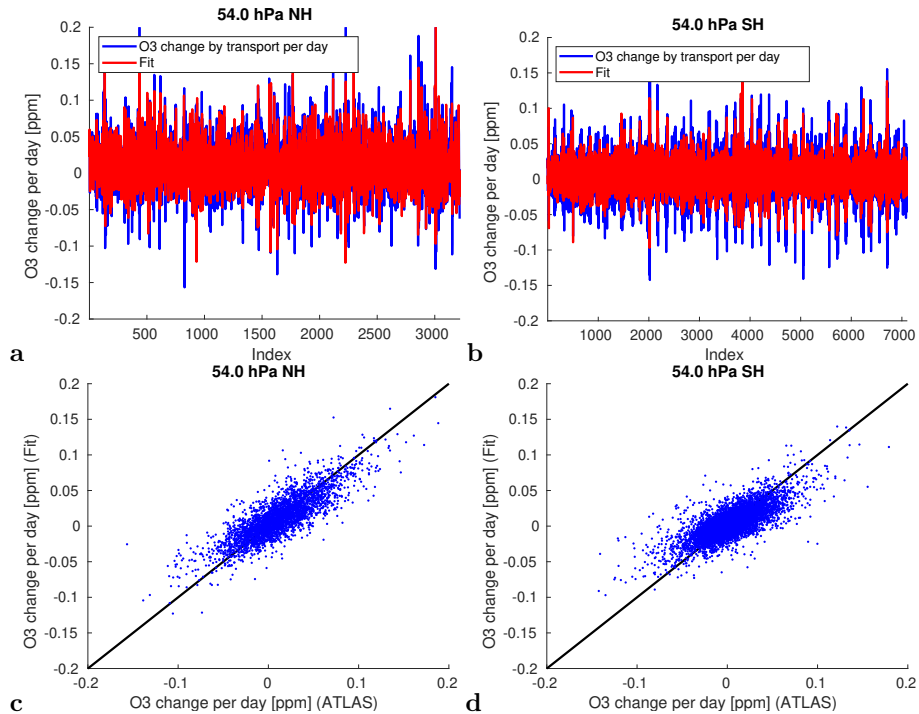 54.0 hPa NH
O3 change per day [ppm]
0.2
0.15
0.1
0.05
0
-0.05
-0.1
-0.15
-0.2
O3 change by transport per day
Fit
500 1000 1500 2000 2500 3000
Index
a
54.0 hPa SH
O3 change per day [ppm]
0.2
0.15
0.1
0.05
0
-0.05
-0.1
-0.15
-0.2
O3 change by transport per day
Fit
1000 2000 3000 4000 5000 6000 7000
Index
b
54.0 hPa NH
O3 change per day [ppm] (Fit)
0.2
0.15
0.1
0.05
0
-0.05
-0.1
-0.15
-0.2
-0.2 -0.1 0 0.1 0.2
O3 change per day [ppm] (ATLAS)
c
54.0 hPa SH
O3 change per day [ppm] (Fit)
0.2
0.15
0.1
0.05
0
-0.05
-0.1
-0.15
-0.2
-0.2 -0.1 0 0.1 0.2
O3 change per day [ppm] (ATLAS)
d